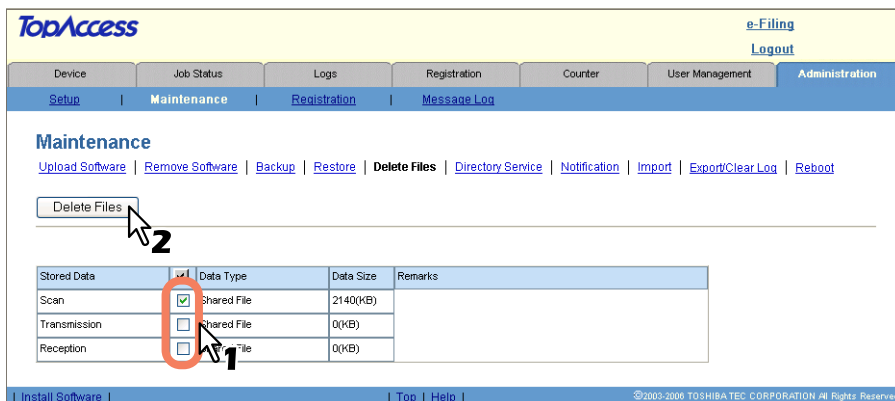 TopAccess
e-Filing
Logout
Device Job Status Logs Registration Counter User Management Administration
Setup | Maintenance | Registration | Message Log
Maintenance
Upload Software | Remove Software | Backup | Restore | Delete Files | Directory Service | Notification | Import | Export/Clear Log | Reboot
Delete Files
2
Stored Data Data Type Data Size Remarks
Scan Shared File 2140(KB)
Transmission Shared File 0(KB)
Reception File 0(KB)
1
| Install Software | | Top | Help | ©2003-2006 TOSHIBA TEC CORPORATION All Rights Reserve